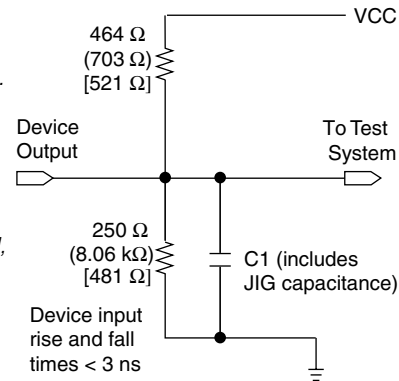 VCC
464 Ω
(703 Ω)
[521 Ω]
Device
Output
To Test
System
250 Ω
(8.06 kΩ)
[481 Ω]
C1 (includes
JIG capacitance)
Device input
rise and fall
times < 3 ns